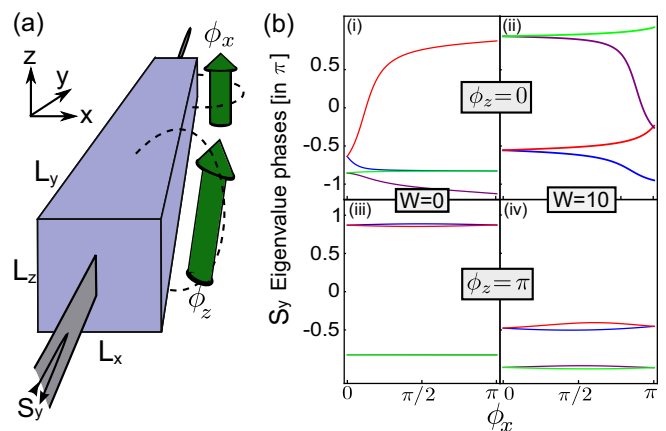 (a)
ϕx
z
y
x
Ly
Lz
Lx
ϕz
Sy
(b)
Sy Eigenvalue phases [in π]
(i)
(ii)
0.5
0
-0.5
-1
ϕz=0
W=0
W=10
(iii)
(iv)
0.5
0
-0.5
ϕz=π
0 π/2 π 0 π/2 π
ϕx